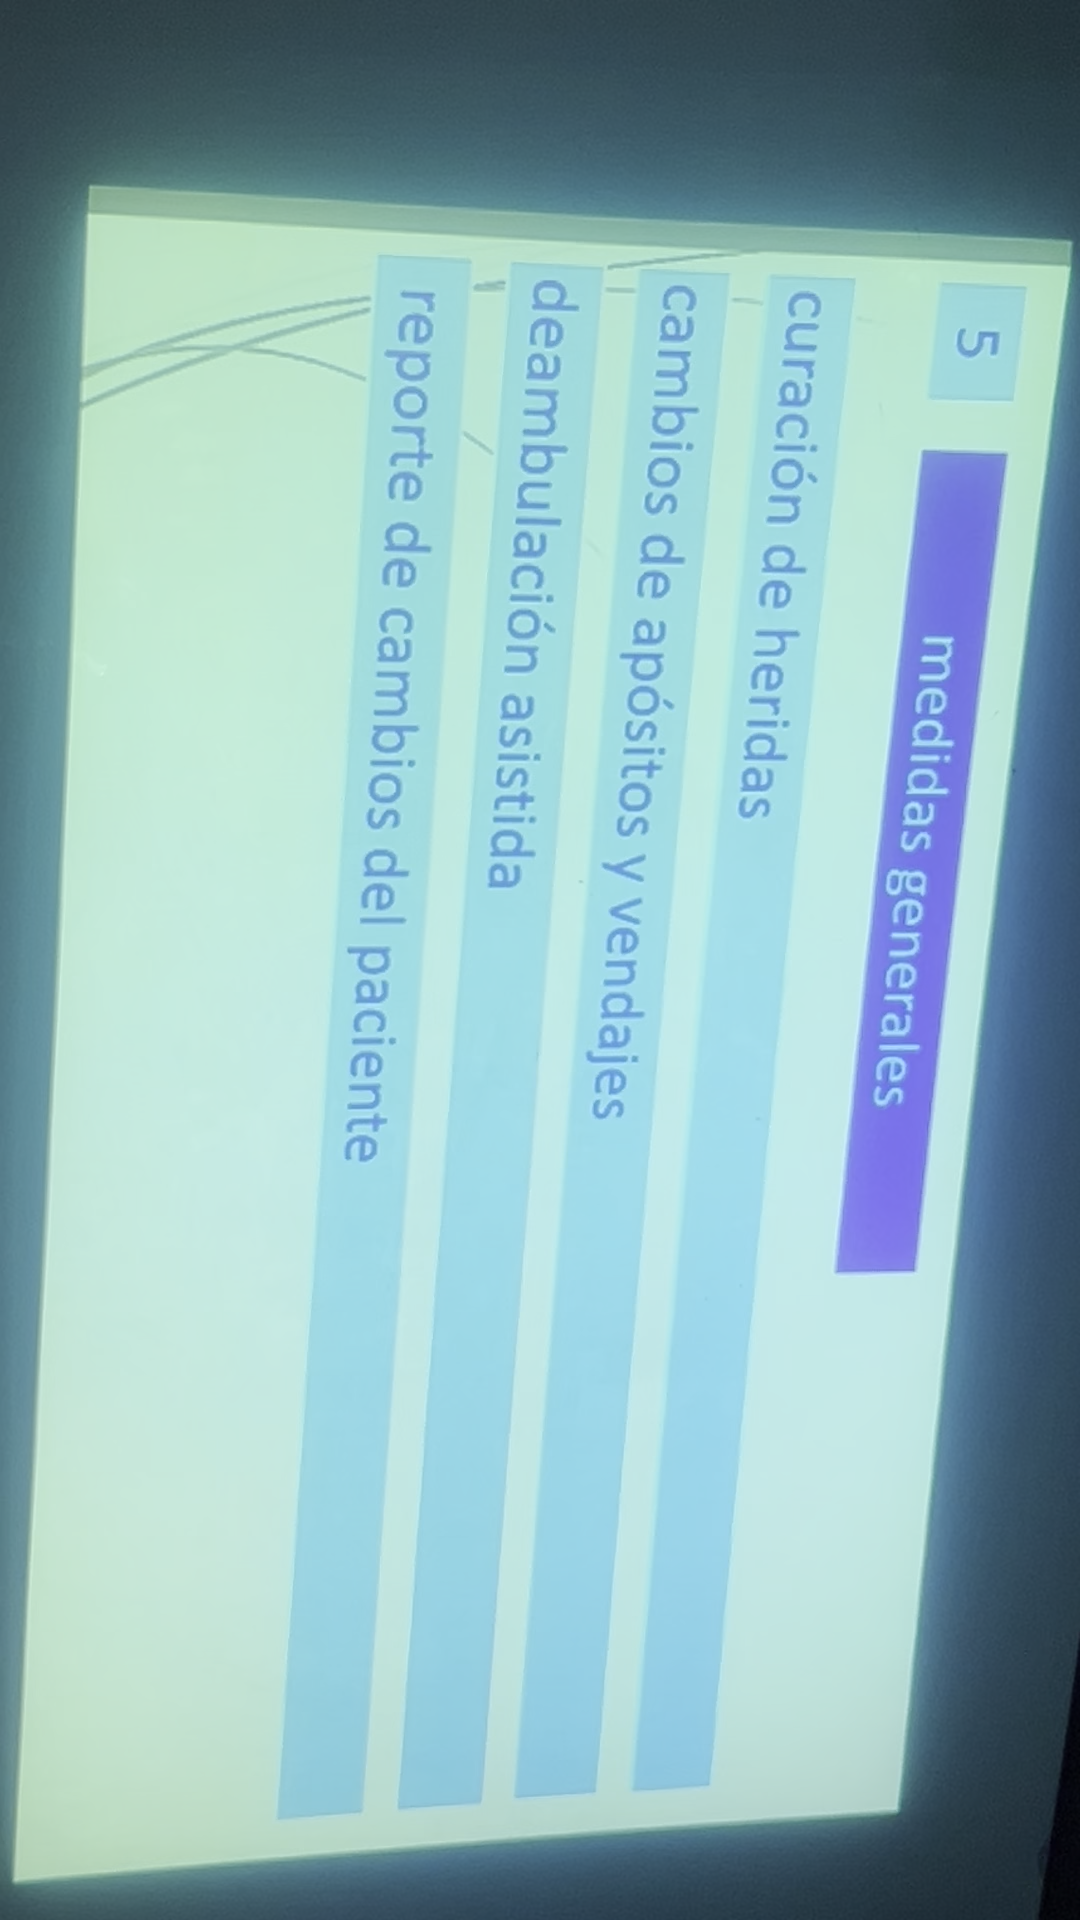 5
medidas generales
curación de heridas
cambios de apósitos y vendajes
deambulación asistida
reporte de cambios del paciente